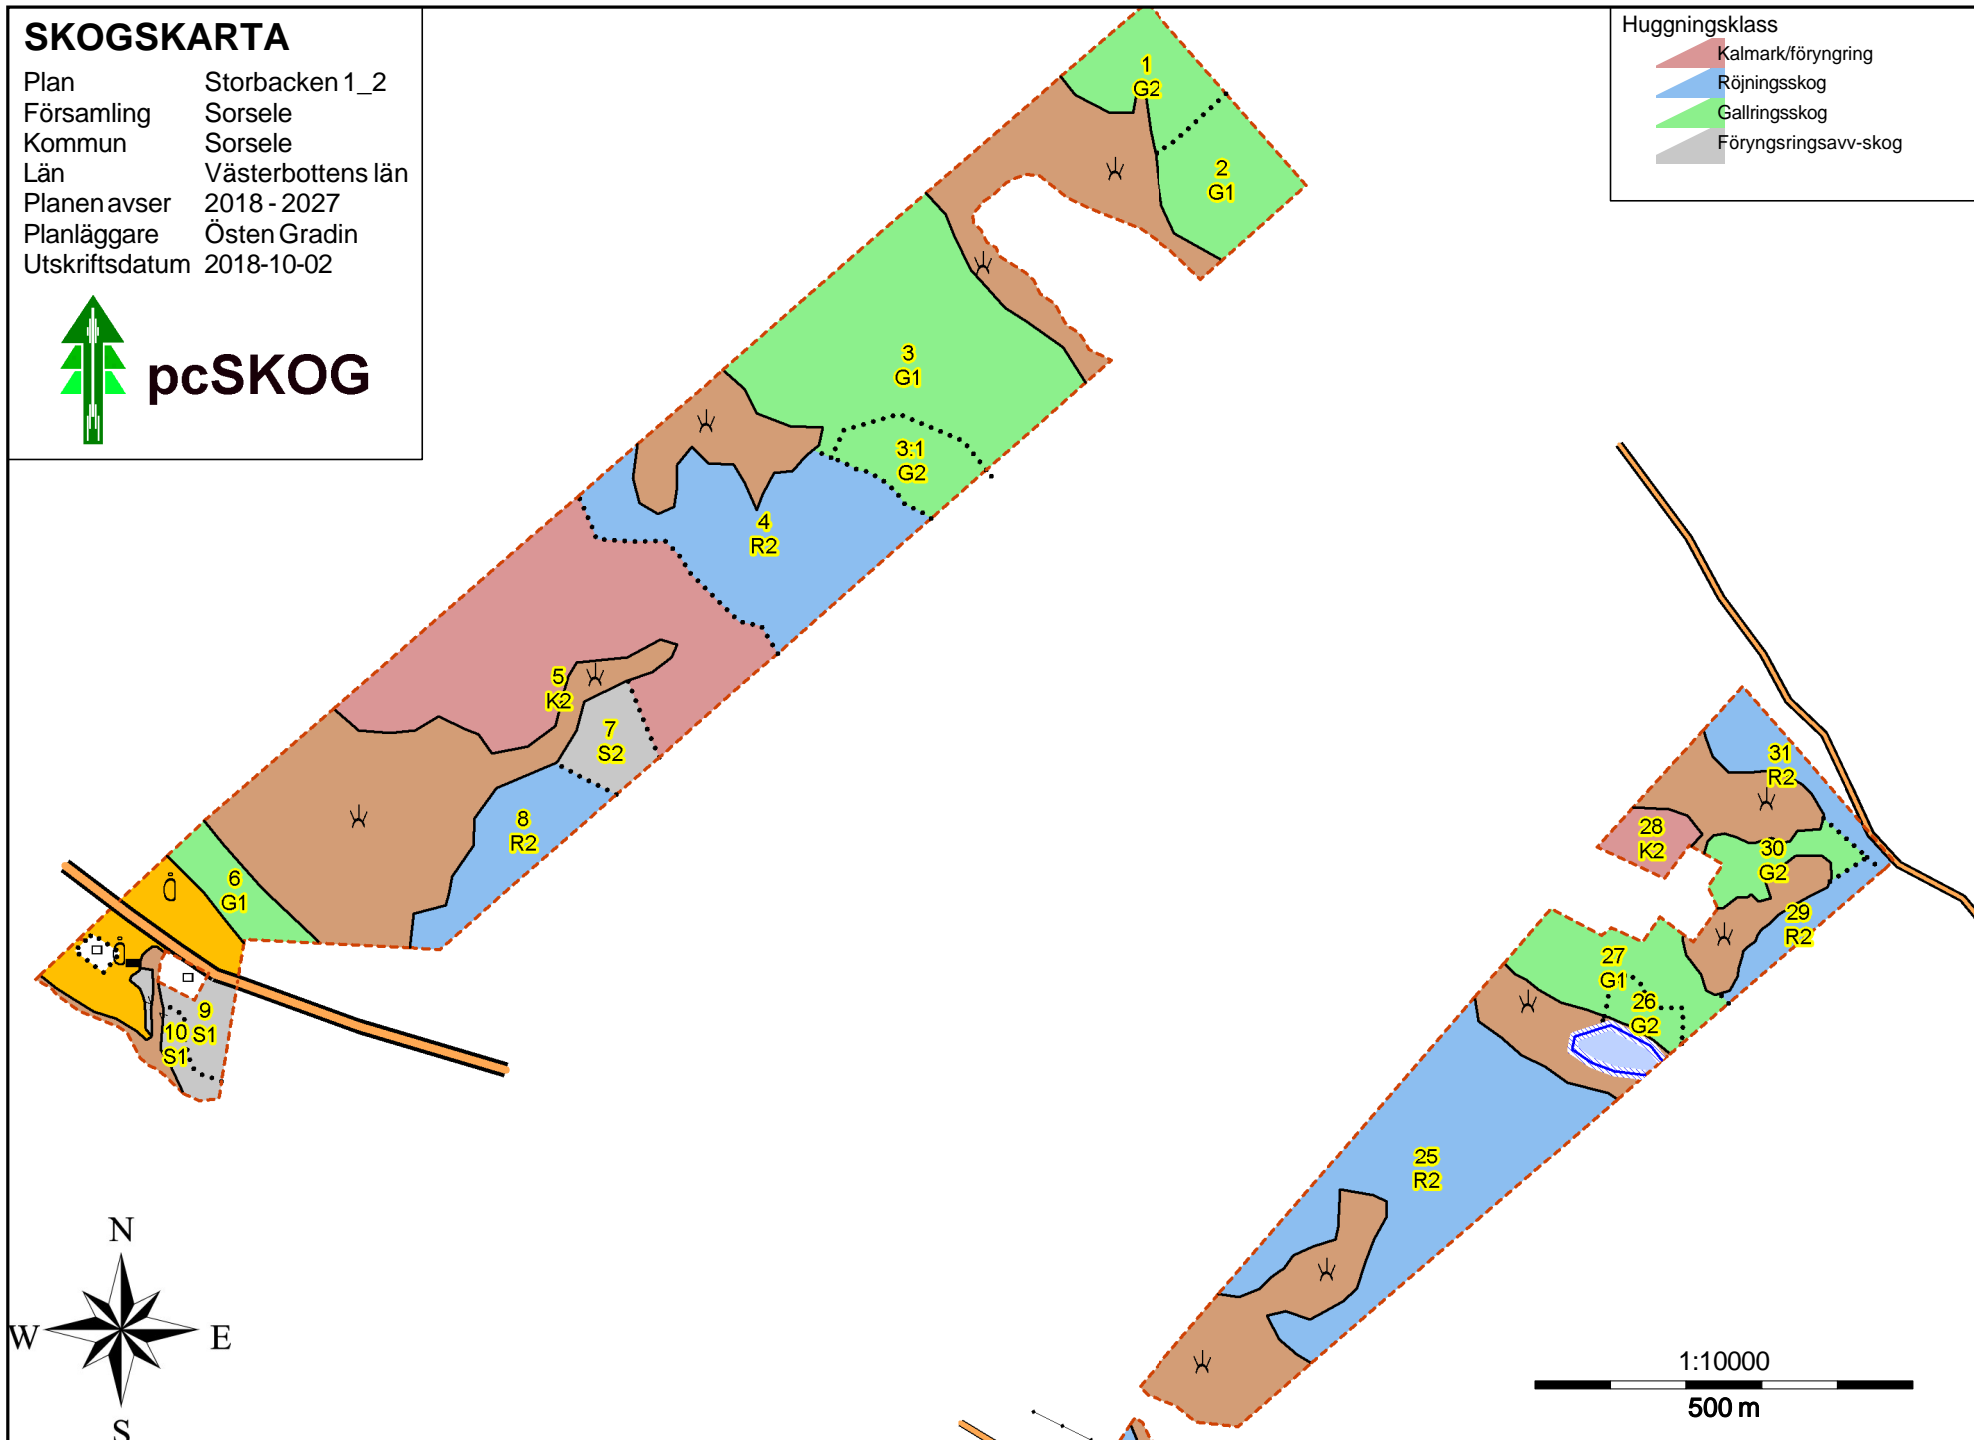 SKOGSKARTA
Plan Storbacken 1_2
Församling Sorsele
Kommun Sorsele
Län Västerbottens län
Planen avser 2018 - 2027
Planläggare Östen Gradin
Utskriftsdatum 2018-10-02
pcSKOG
Huggningsklass
Kalmark/föryngring
Röjningsskog
Gallringsskog
Föryngsringsavv-skog
1
G2
2
G1
3
G1
3:1
G2
4
R2
5
K2
7
S2
8
R2
6
G1
9
S1
10
S1
31
R2
28
K2
30
G2
29
R2
27
G1
26
G2
25
R2
N
W E
S
1:10000
500 m